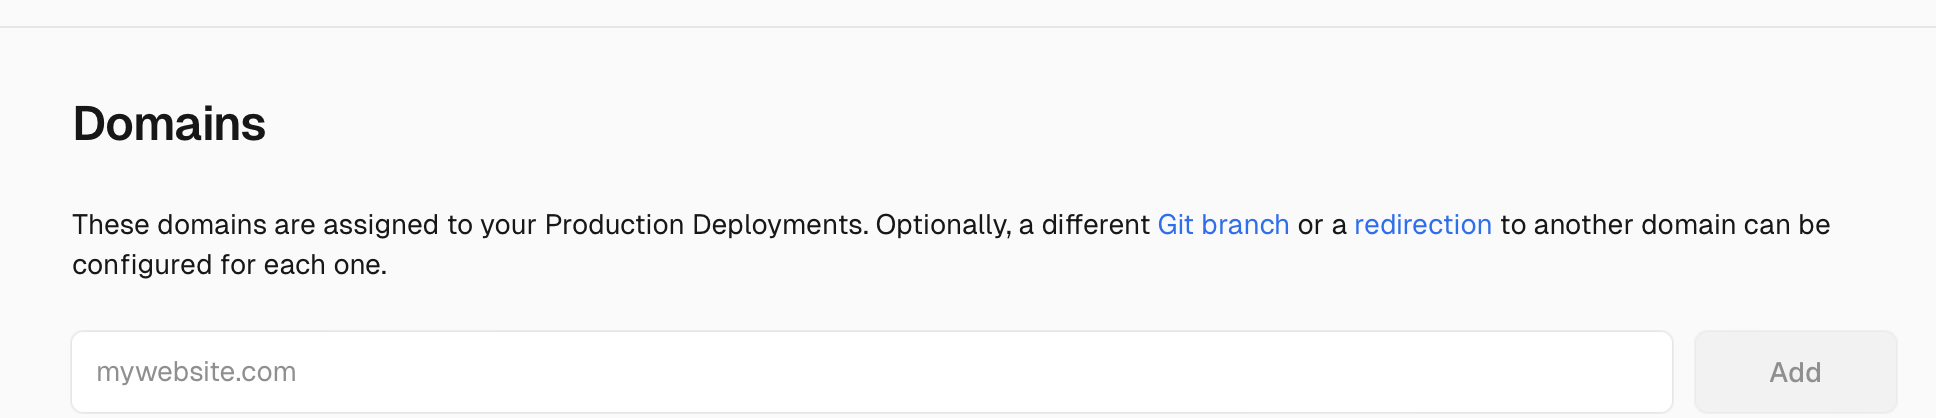 Domains
These domains are assigned to your Production Deployments. Optionally, a different Git branch or a redirection to another domain can be
configured for each one.
mywebsite.com
Add